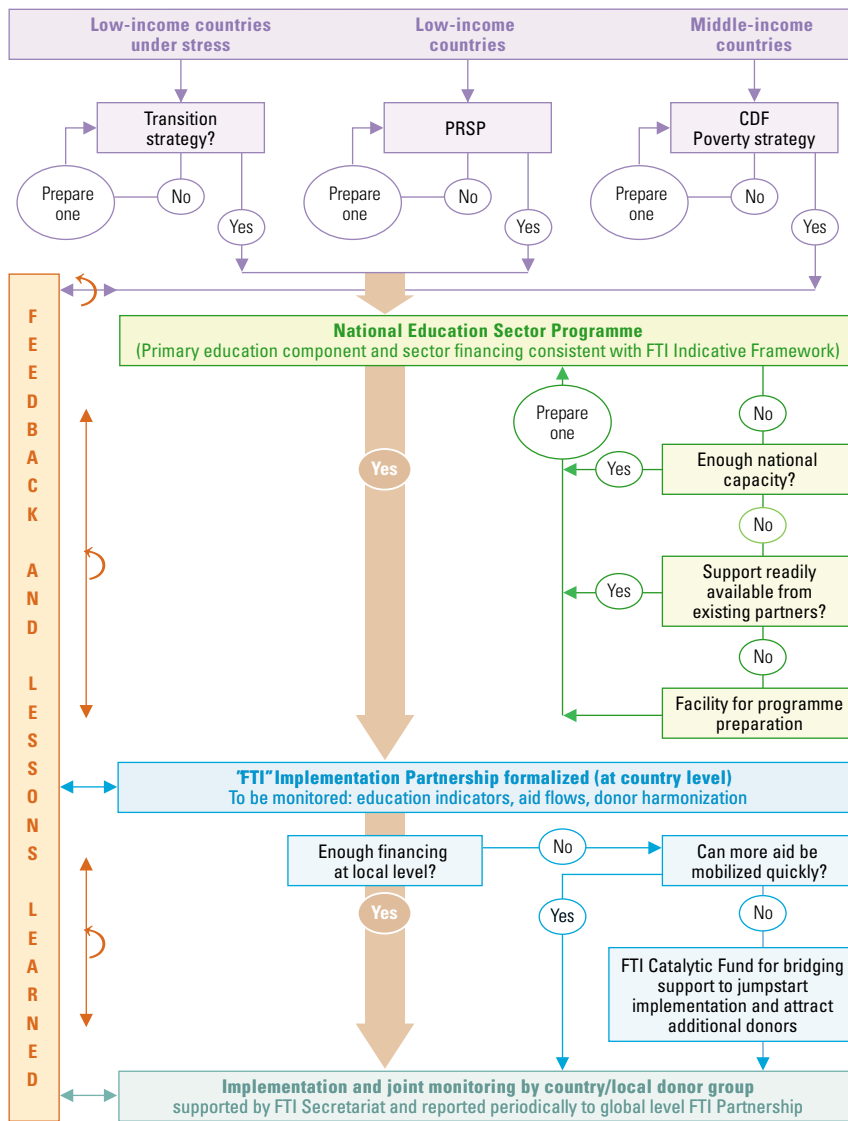 Low-income countries
under stress
Low-income
countries
Middle-income
countries
Transition
strategy?
PRSP
CDF
Poverty strategy
Prepare
one
No
Yes
Prepare
one
No
Yes
Prepare
one
No
Yes
FEEDBACK AND LESSONS LEARNED
National Education Sector Programme
(Primary education component and sector financing consistent with FTI Indicative Framework)
Prepare
one
No
Yes
Yes
Enough national
capacity?
No
Yes
Support readily
available from
existing partners?
No
Facility for programme
preparation
"FTI" Implementation Partnership formalized (at country level)
To be monitored: education indicators, aid flows, donor harmonization
Enough financing
at local level?
No
Can more aid be
mobilized quickly?
Yes
Yes
No
FTI Catalytic Fund for bridging
support to jumpstart
implementation and attract
additional donors
Implementation and joint monitoring by country/local donor group
supported by FTI Secretariat and reported periodically to global level FTI Partnership